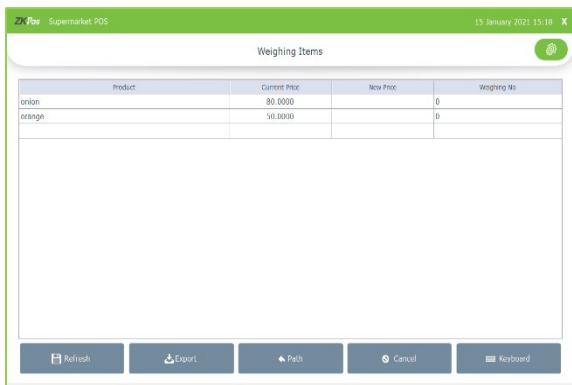 ZKPos Supermarket POS 15 January 2021 15:18 X
Weighing Items
Product Current Price New Price Weighing No
onion 80.0000 0
orange 50.0000 0
Refresh Export Path Cancel Keyboard